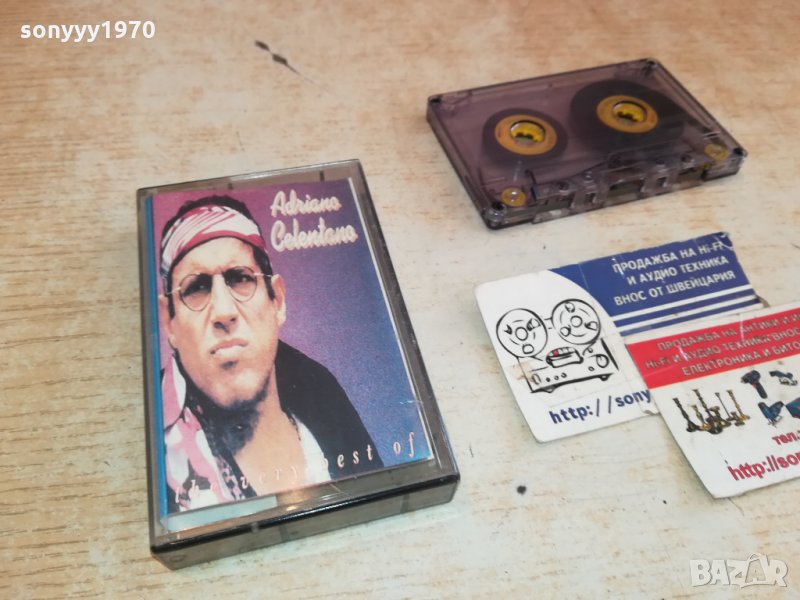 sonyyy1970
Adriano
Celentano
the very best of
ПРОДАЖБА НА Hi-Fi
И АУДИО ТЕХНИКА
ВНОС ОТ ШВЕЙЦАРИЯ
http://sony
ПРОДАЖБА НА АНТИКИ И
Hi-Fi И АУДИО ТЕХНИКА ВНОС
ЕЛЕКТРОНИКА И БИТО
тел.
http://son
BAZAR